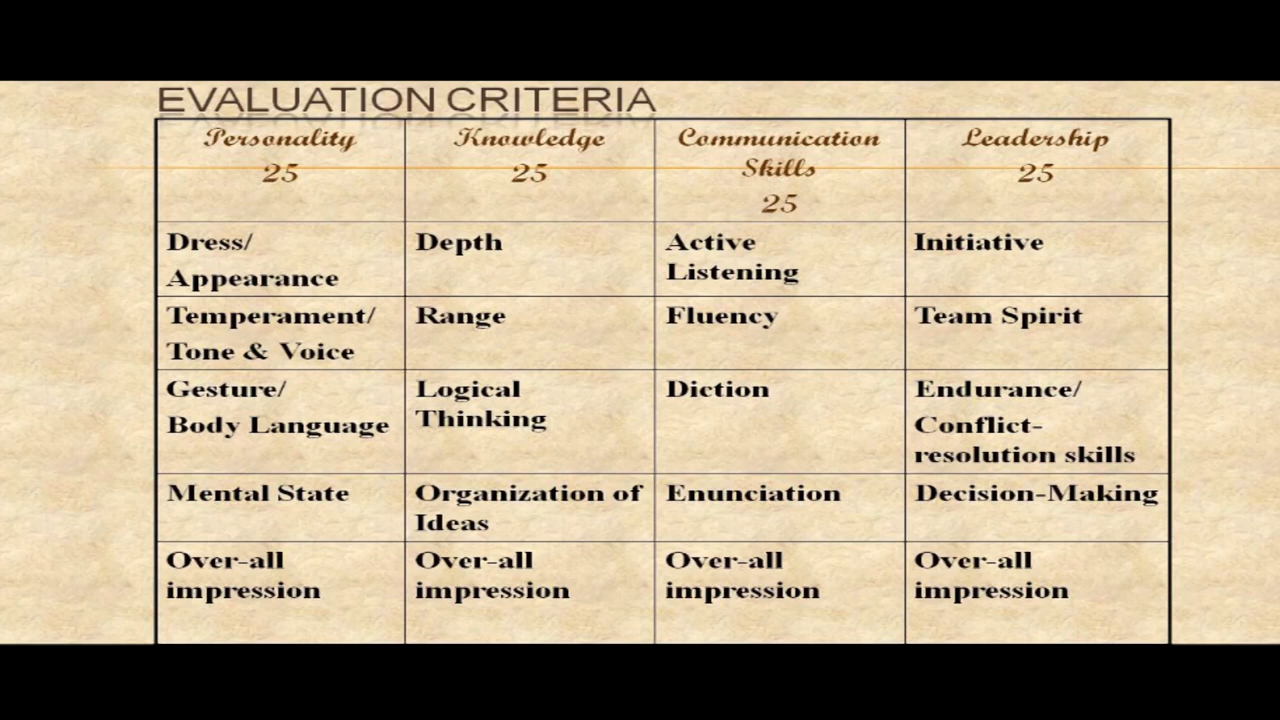 EVALUATION CRITERIA
Personality
25
Knowledge
25
Communication
Skills
25
Leadership
25
Dress/
Appearance
Depth
Active
Listening
Initiative
Temperament/
Tone & Voice
Range
Fluency
Team Spirit
Gesture/
Body Language
Logical
Thinking
Diction
Endurance/
Conflict-
resolution skills
Mental State
Organization of
Ideas
Enunciation
Decision-Making
Over-all
impression
Over-all
impression
Over-all
impression
Over-all
impression